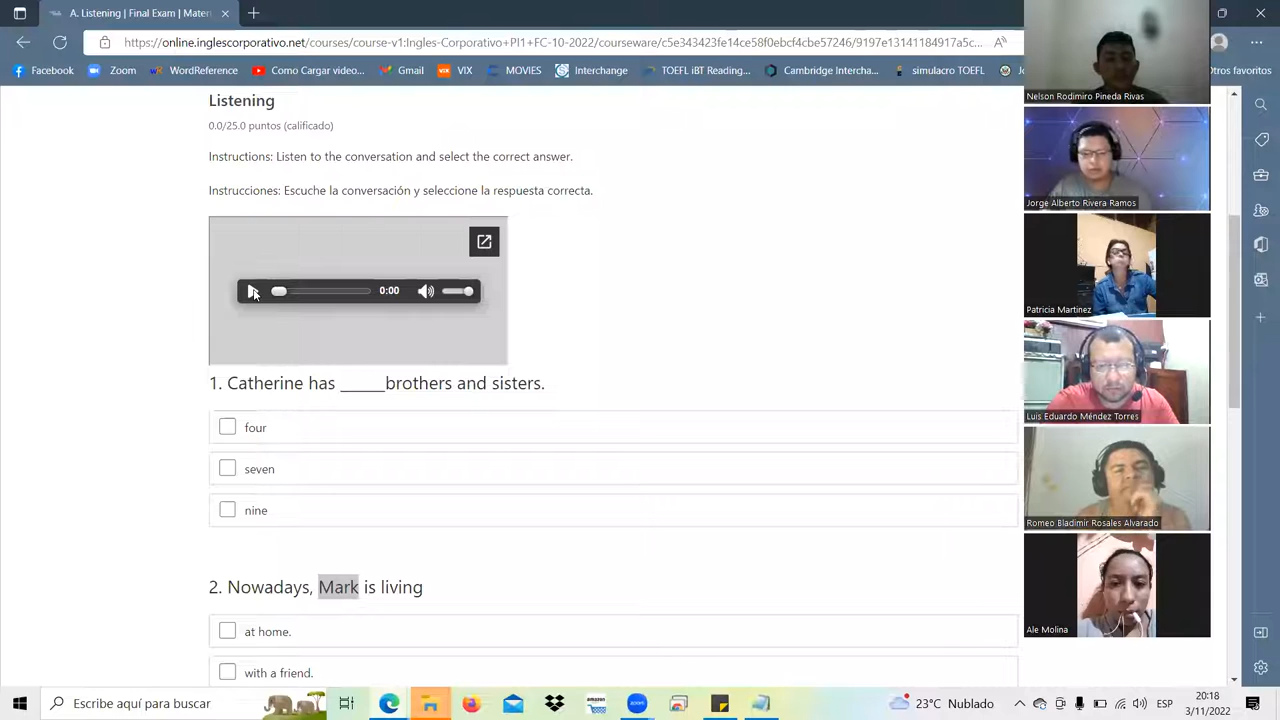 A. Listening | Final Exam | Mater
https://online.inglescorporativo.net/courses/course-v1:Ingles-Corporativo+PI1+FC-10-2022/courseware/c5e343423fe14ce58f0ebcf4cbe57246/9197e13141184917a5c...
Facebook Zoom WordReference Como Cargar video... Gmail VIX MOVIES Interchange TOEFL iBT Reading... Cambridge Intercha... simulacro TOEFL Otros favoritos
Listening
0.0/25.0 puntos (calificado)
Instructions: Listen to the conversation and select the correct answer.
Instrucciones: Escuche la conversación y seleccione la respuesta correcta.
0:00
1. Catherine has _____brothers and sisters.
four
seven
nine
2. Nowadays, Mark is living
at home.
with a friend.
Nelson Rodimiro Pineda Rivas
Jorge Alberto Rivera Ramos
Patricia Martinez
Luis Eduardo Méndez Torres
Romeo Bladimir Rosales Alvarado
Ale Molina
Escribe aquí para buscar
amazon
zoom
23°C Nublado
ESP
20:18
3/11/2022